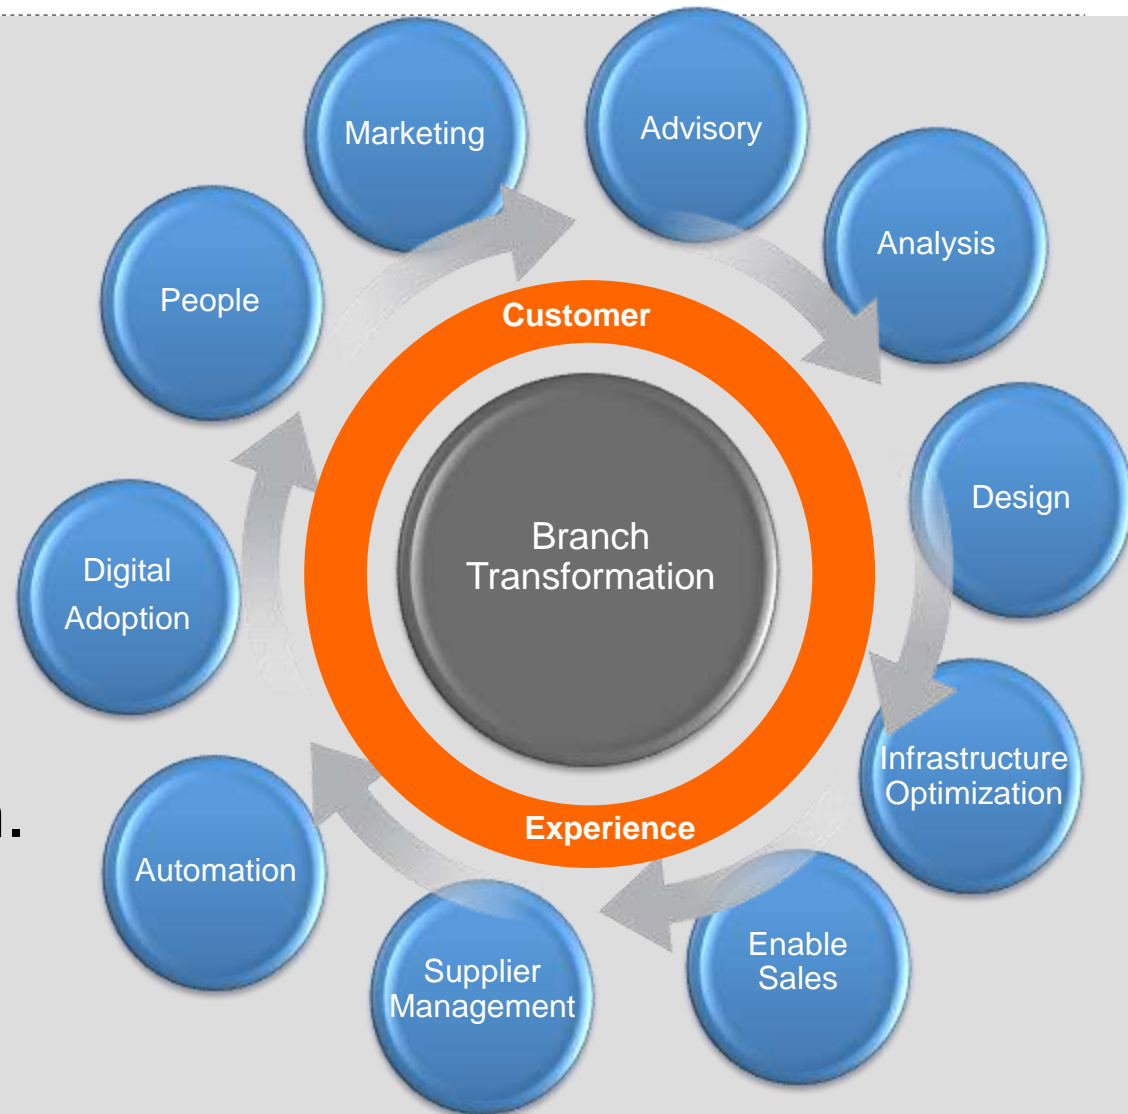 Marketing
Advisory
Analysis
People
Customer
Design
Branch
Transformation
Digital
Adoption
Infrastructure
Optimization
Experience
Automation
Enable
Sales
Supplier
Management